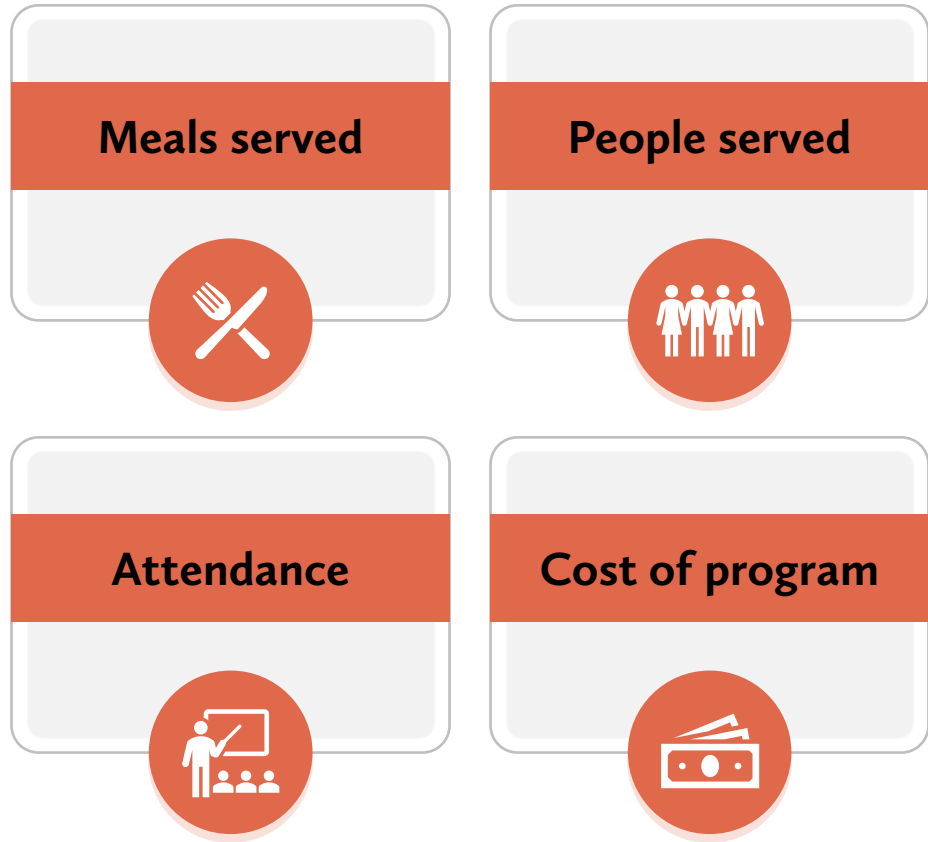 Meals served
People served
Attendance
Cost of program